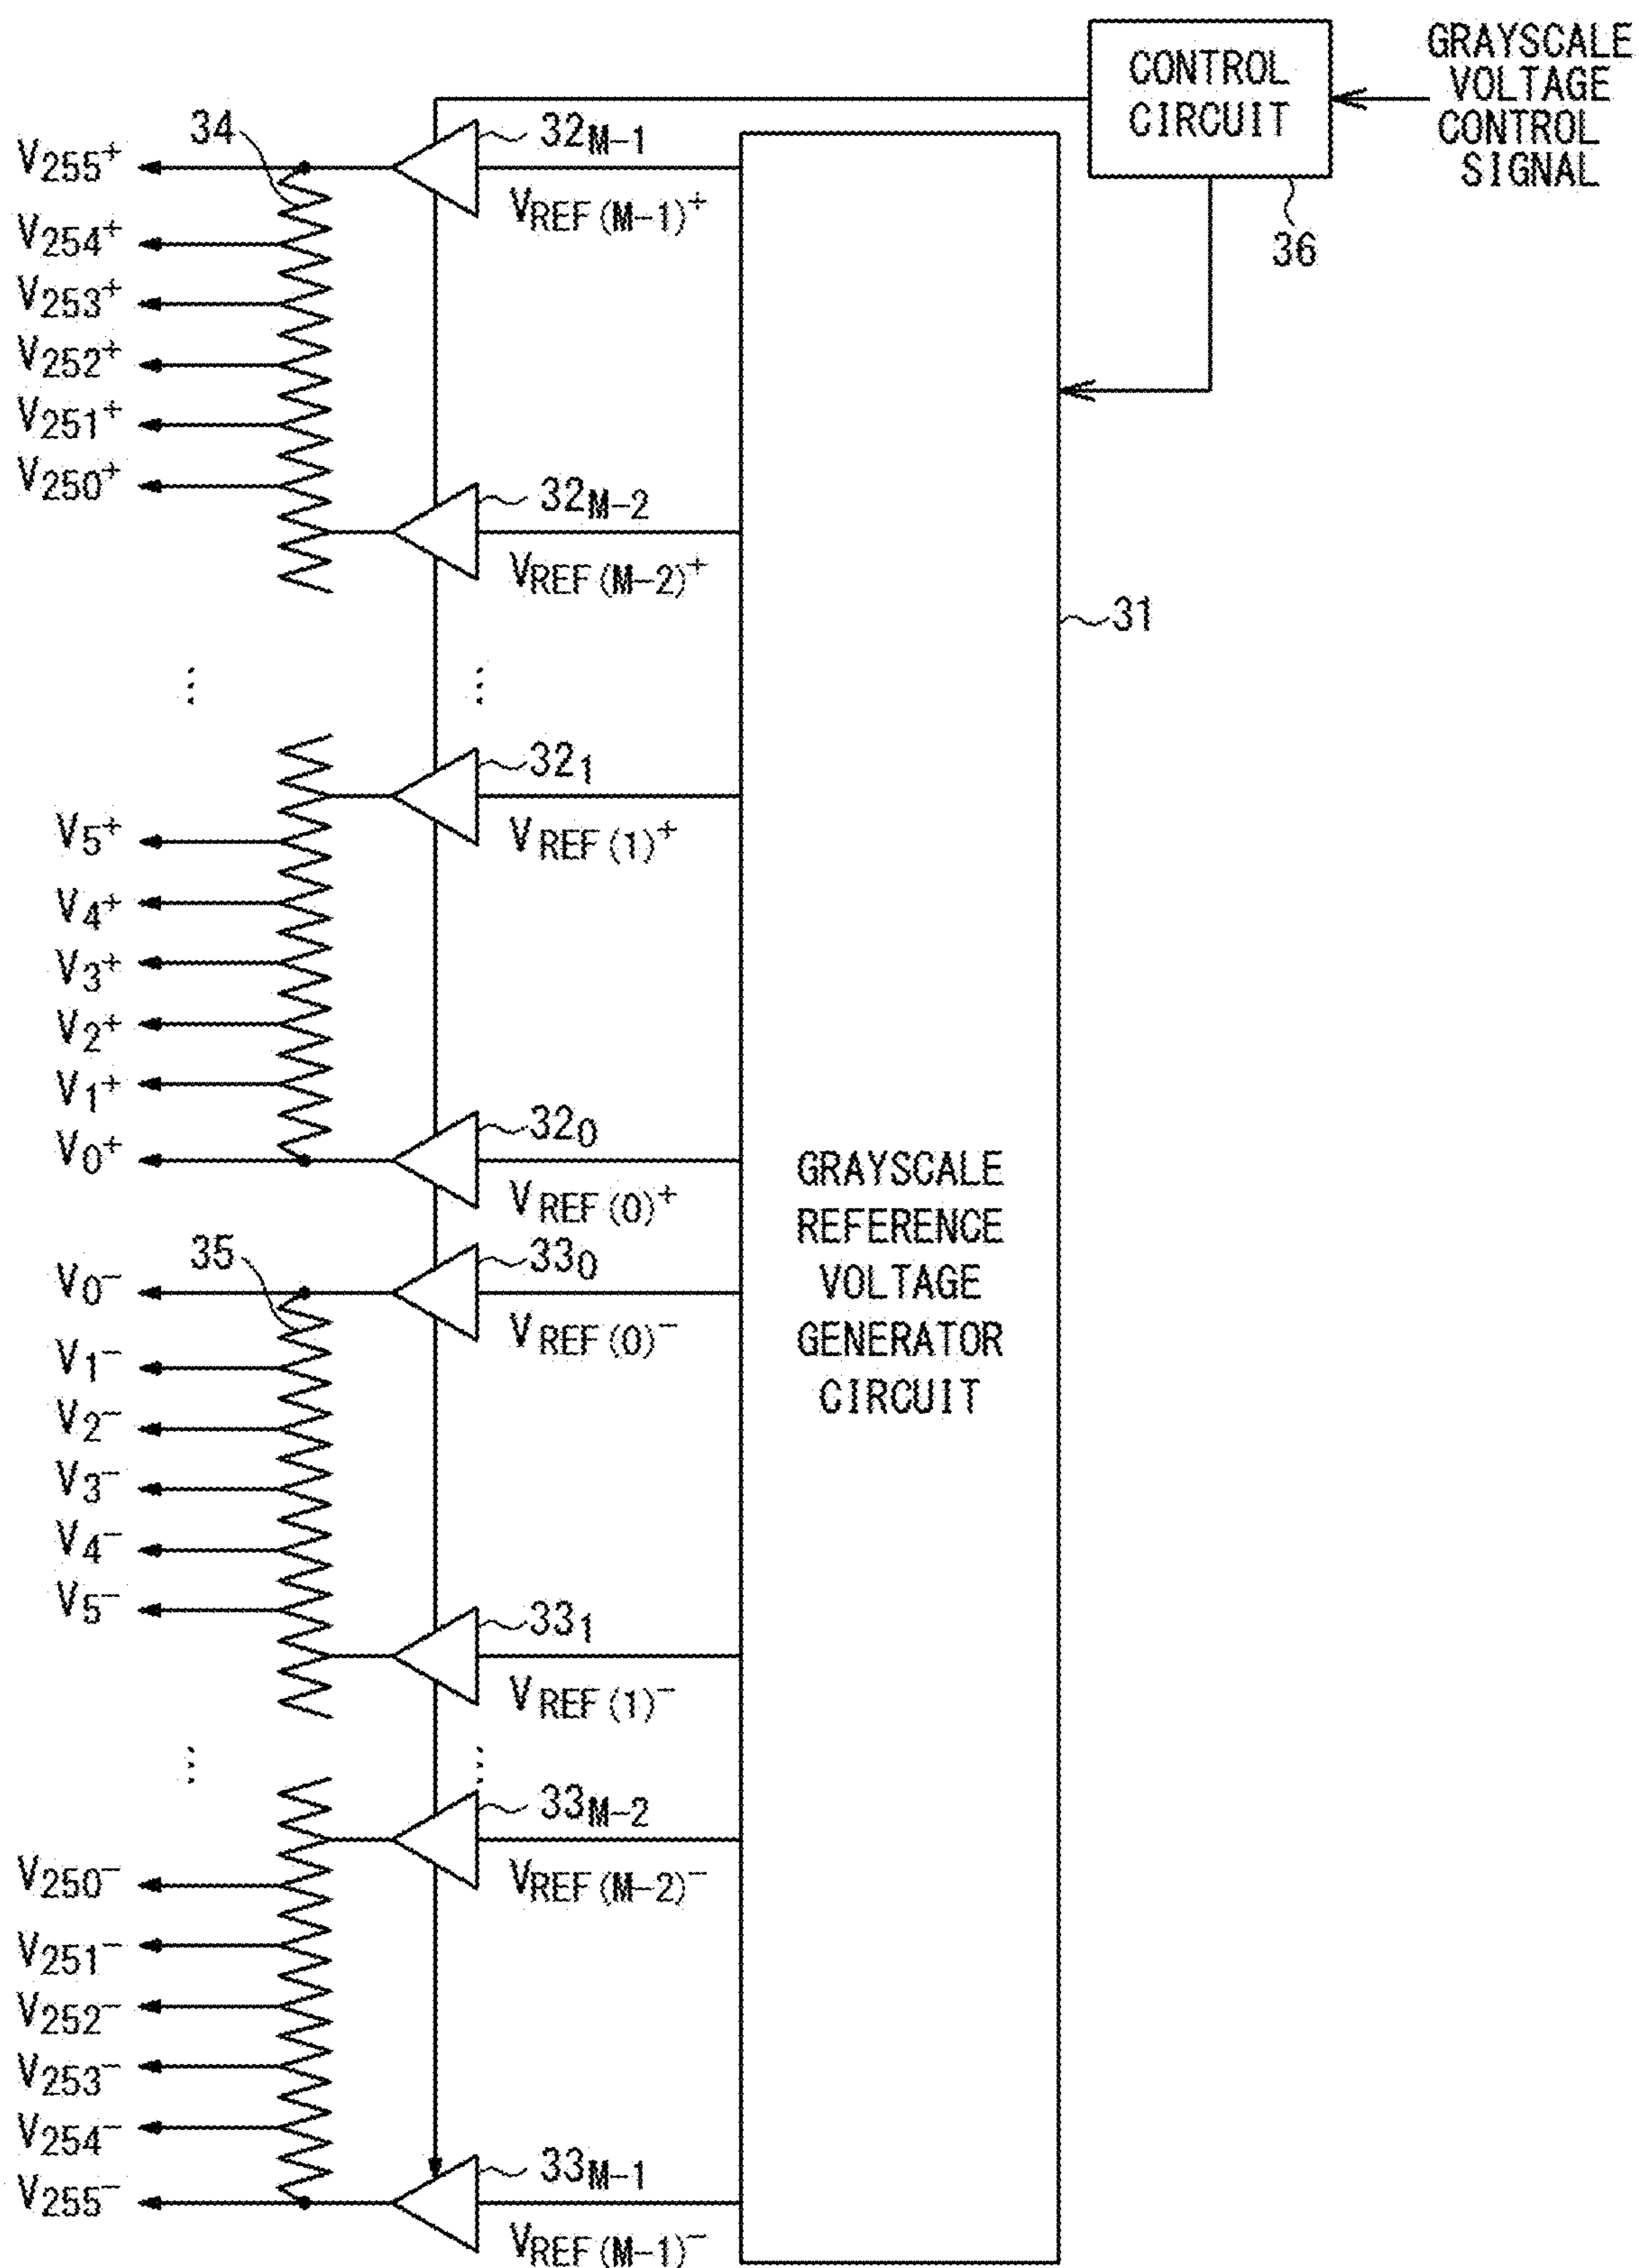 GRAYSCALE
VOLTAGE
CONTROL
SIGNAL
CONTROL
CIRCUIT
36
34
32M-1
V255+
VREF(M-1)+
V254+
V253+
V252+
V251+
V250+
32M-2
VREF(M-2)+
31
⋮ ⋮
321
VREF(1)+
V5+
V4+
V3+
V2+
V1+
V0+
320
VREF(0)+
GRAYSCALE
REFERENCE
VOLTAGE
GENERATOR
CIRCUIT
35
330
V0-
VREF(0)-
V1-
V2-
V3-
V4-
V5-
331
VREF(1)-
⋮ ⋮
33M-2
VREF(M-2)-
V250-
V251-
V252-
V253-
V254-
V255-
33M-1
VREF(M-1)-